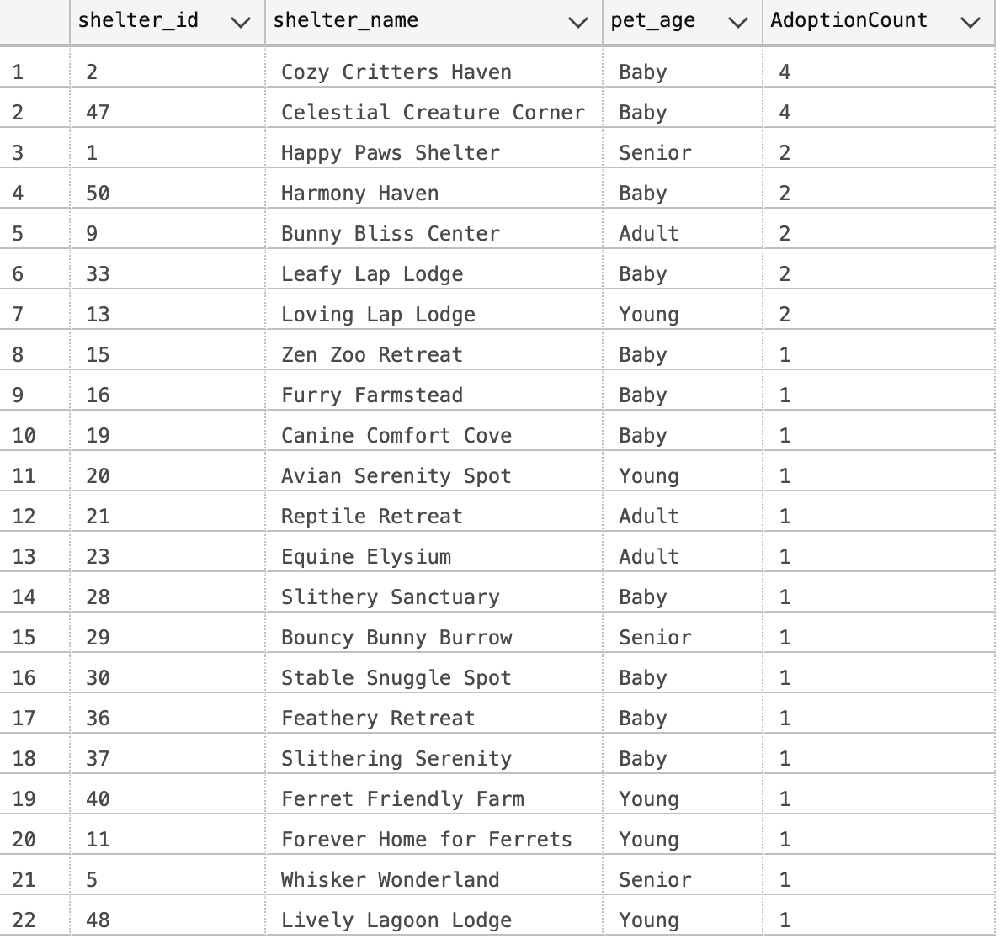 shelter_id shelter_name pet_age AdoptionCount
1 2 Cozy Critters Haven Baby 4
2 47 Celestial Creature Corner Baby 4
3 1 Happy Paws Shelter Senior 2
4 50 Harmony Haven Baby 2
5 9 Bunny Bliss Center Adult 2
6 33 Leafy Lap Lodge Baby 2
7 13 Loving Lap Lodge Young 2
8 15 Zen Zoo Retreat Baby 1
9 16 Furry Farmstead Baby 1
10 19 Canine Comfort Cove Baby 1
11 20 Avian Serenity Spot Young 1
12 21 Reptile Retreat Adult 1
13 23 Equine Elysium Adult 1
14 28 Slithery Sanctuary Baby 1
15 29 Bouncy Bunny Burrow Senior 1
16 30 Stable Snuggle Spot Baby 1
17 36 Feathery Retreat Baby 1
18 37 Slithering Serenity Baby 1
19 40 Ferret Friendly Farm Young 1
20 11 Forever Home for Ferrets Young 1
21 5 Whisker Wonderland Senior 1
22 48 Lively Lagoon Lodge Young 1